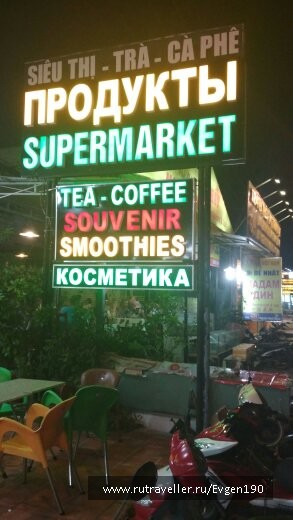 SIÊU THỊ - TRÀ - CÀ PHÊ
ПРОДУКТЫ
SUPERMARKET
TEA - COFFEE
SOUVENIR
SMOOTHIES
КОСМЕТИКА
www.rutraveller.ru/Evgen190